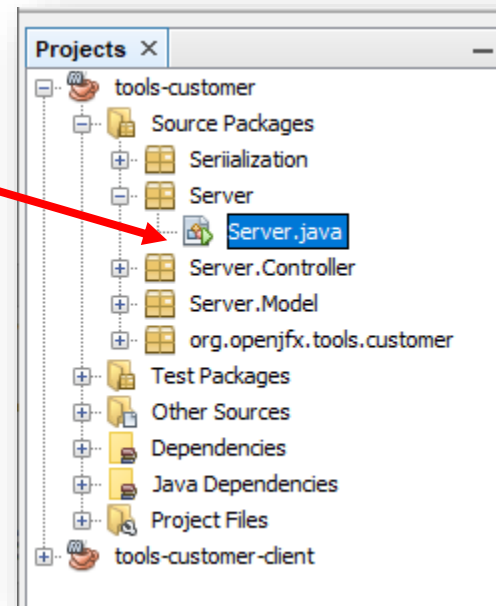 Projects
tools-customer
Source Packages
Seriialization
Server
Server.java
Server.Controller
Server.Model
org.openjfx.tools.customer
Test Packages
Other Sources
Dependencies
Java Dependencies
Project Files
tools-customer-client